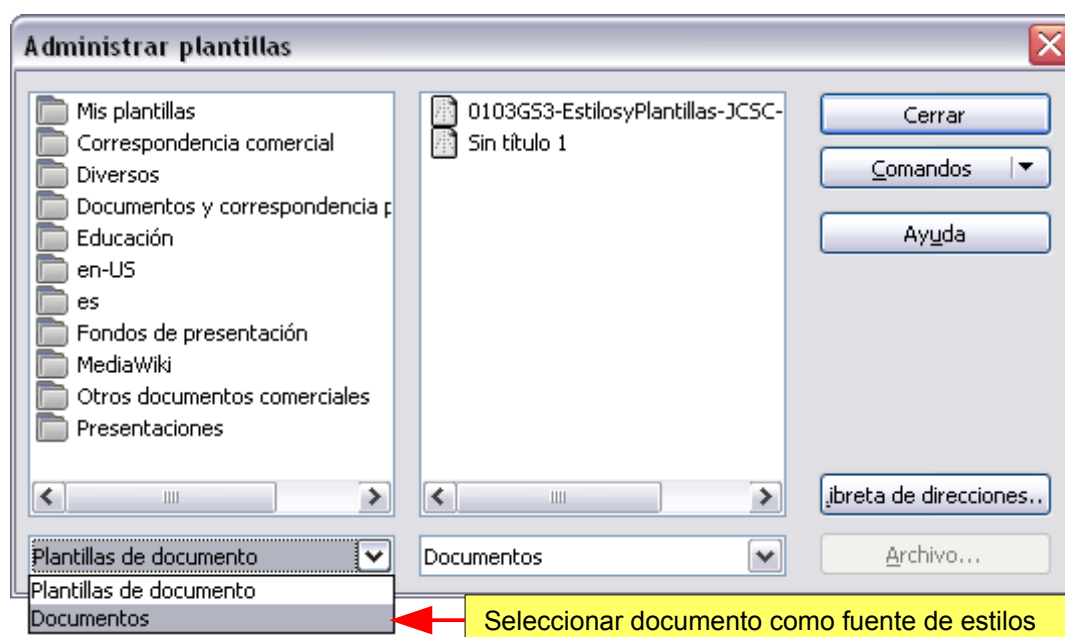 Administrar plantillas
Mis plantillas
Correspondencia comercial
Diversos
Documentos y correspondencia p
Educación
en-US
es
Fondos de presentación
MediaWiki
Otros documentos comerciales
Presentaciones
0103GS3-EstilosyPlantillas-JCSC-
Sin título 1
Cerrar
Comandos
Ayuda
ibreta de direcciones..
Archivo...
Plantillas de documento
Documentos
Plantillas de documento
Documentos
Seleccionar documento como fuente de estilos